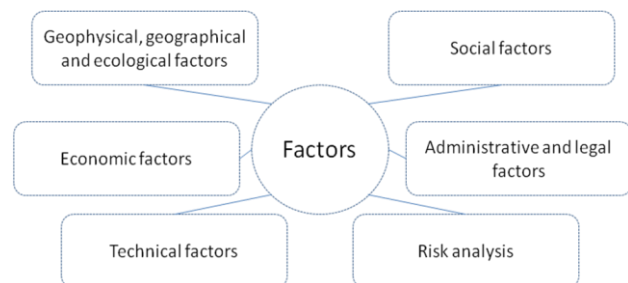 Geophysical, geographical
and ecological factors
Social factors
Factors
Economic factors
Administrative and legal
factors
Technical factors
Risk analysis